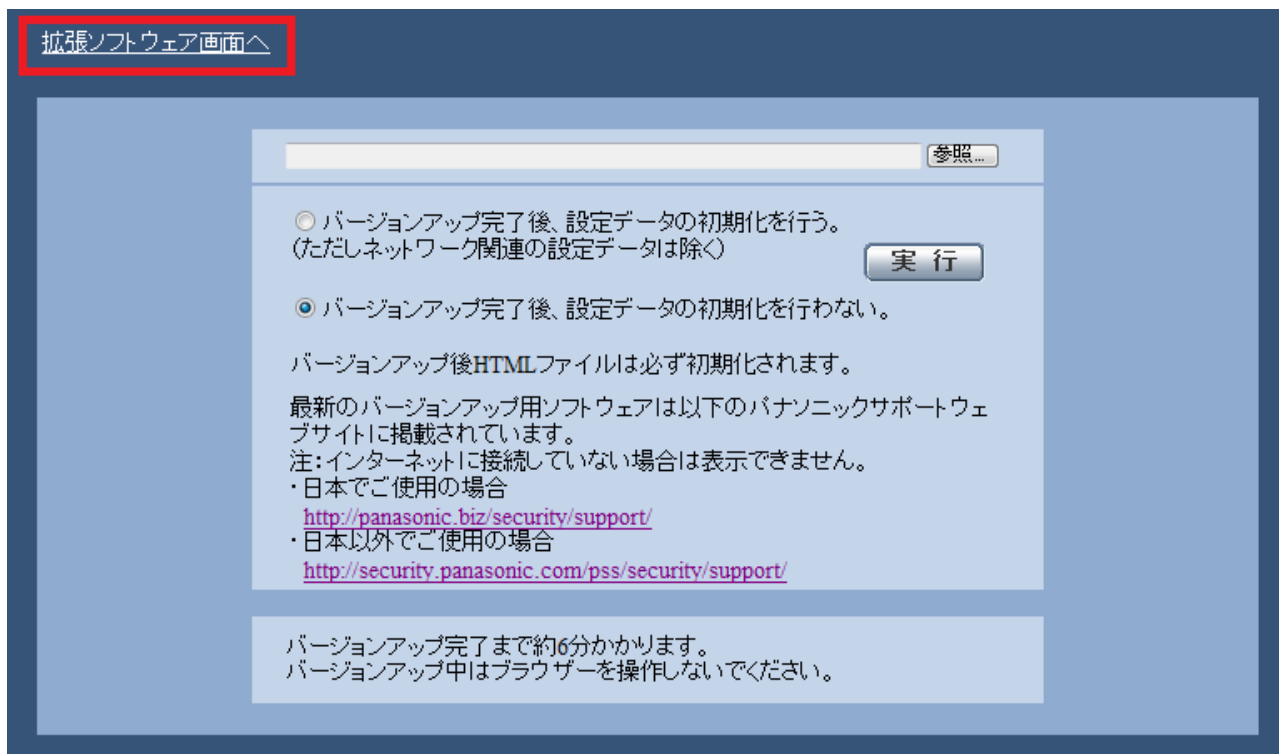 拡張ソフトウェア画面へ
参照...
バージョンアップ完了後、設定データの初期化を行う。
(ただしネットワーク関連の設定データは除く)
実 行
バージョンアップ完了後、設定データの初期化を行わない。
バージョンアップ後HTMLファイルは必ず初期化されます。
最新のバージョンアップ用ソフトウェアは以下のパナソニックサポートウェ
ブサイトに掲載されています。
注:インターネットに接続していない場合は表示できません。
・日本でご使用の場合
http://panasonic.biz/security/support/
・日本以外でご使用の場合
http://security.panasonic.com/pss/security/support/
バージョンアップ完了まで約6分かかります。
バージョンアップ中はブラウザーを操作しないでください。